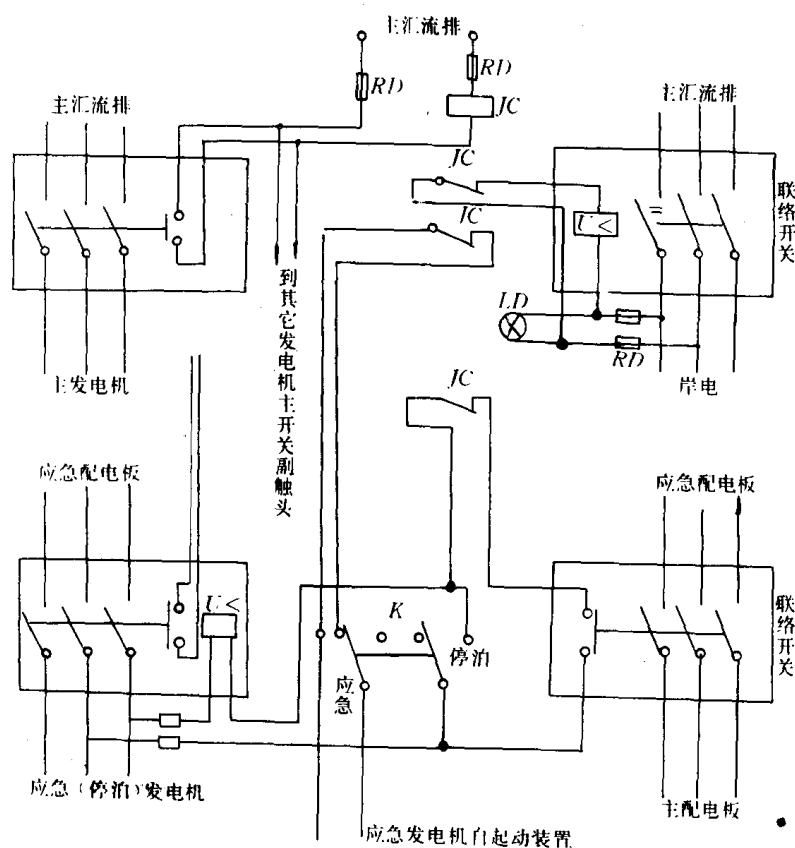 主汇流排
RD
RD
JC
主汇流排
主汇流排
JC
JC
U<
联络开关
LD
RD
主发电机
到其它发电机主开关副触头
岸电
JC
应急配电板
应急配电板
U<
K
停泊
应急
联络开关
应急（停泊）发电机
主配电板
应急发电机自起动装置